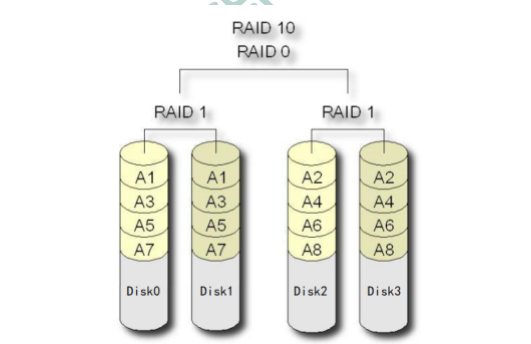 RAID 10
RAID 0
RAID 1 RAID 1
A1 A1 A2 A2
A3 A3 A4 A4
A5 A5 A6 A6
A7 A7 A8 A8
Disk0 Disk1 Disk2 Disk3